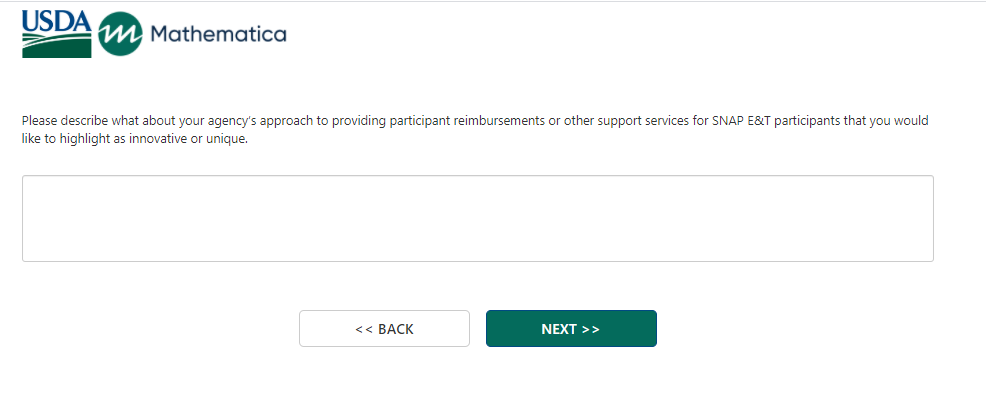 USDA
Mathematica
Please describe what about your agency's approach to providing participant reimbursements or other support services for SNAP E&T participants that you would
like to highlight as innovative or unique.
<< BACK
NEXT >>